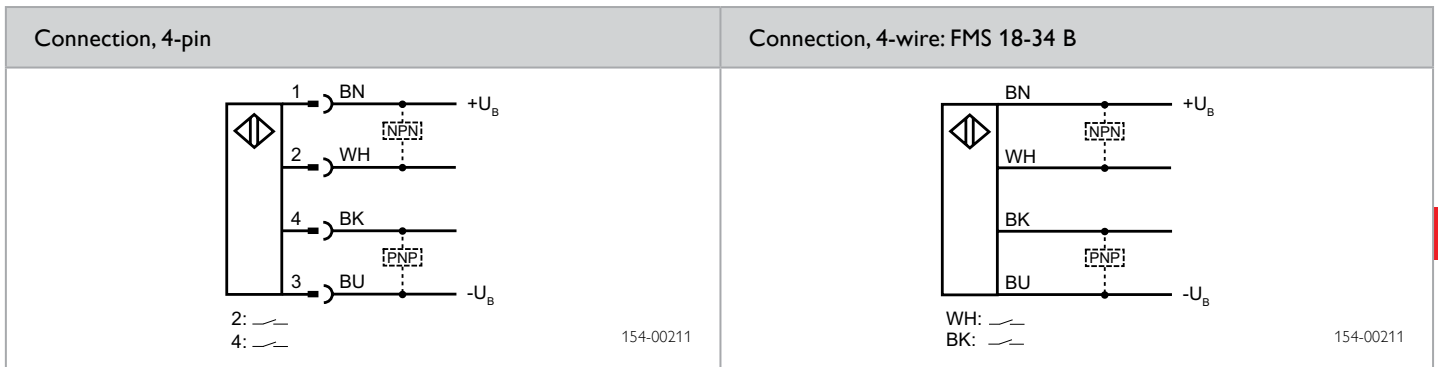 Connection, 4-pin
Connection, 4-wire: FMS 18-34 B
1 BN +UB
NPN
2 WH
4 BK
PNP
3 BU -UB
2:
4:
154-00211
BN +UB
NPN
WH
BK
PNP
BU -UB
WH:
BK:
154-00211